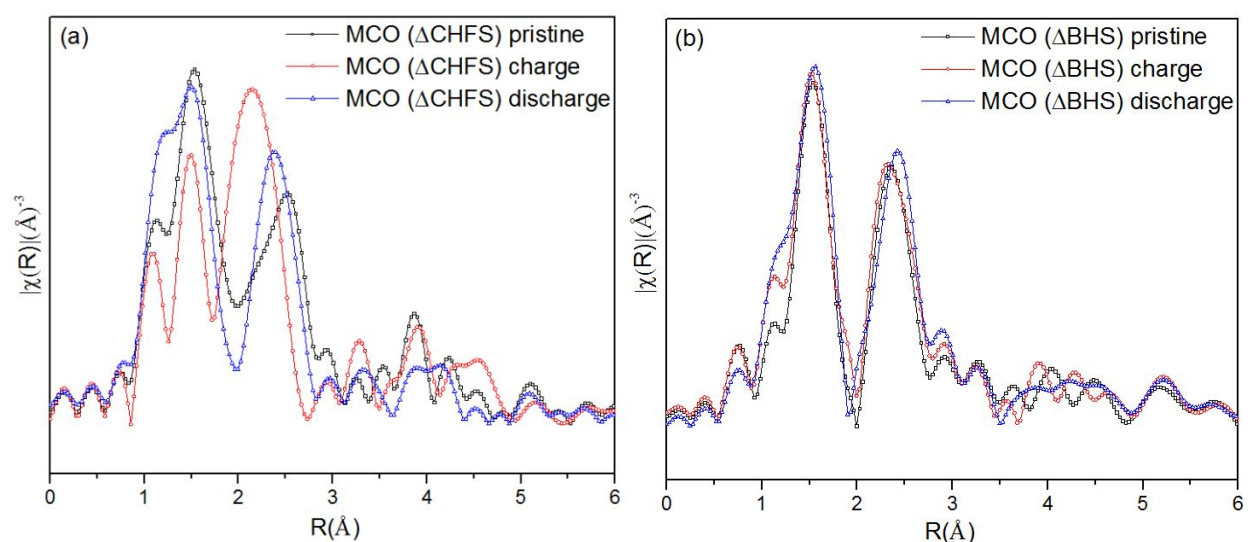 (a)
MCO (ΔCHFS) pristine
MCO (ΔCHFS) charge
MCO (ΔCHFS) discharge
|χ(R)|(Å)⁻³
0 1 2 3 4 5 6
R(Å)
(b)
MCO (ΔBHS) pristine
MCO (ΔBHS) charge
MCO (ΔBHS) discharge
|χ(R)|(Å)⁻³
0 1 2 3 4 5 6
R(Å)